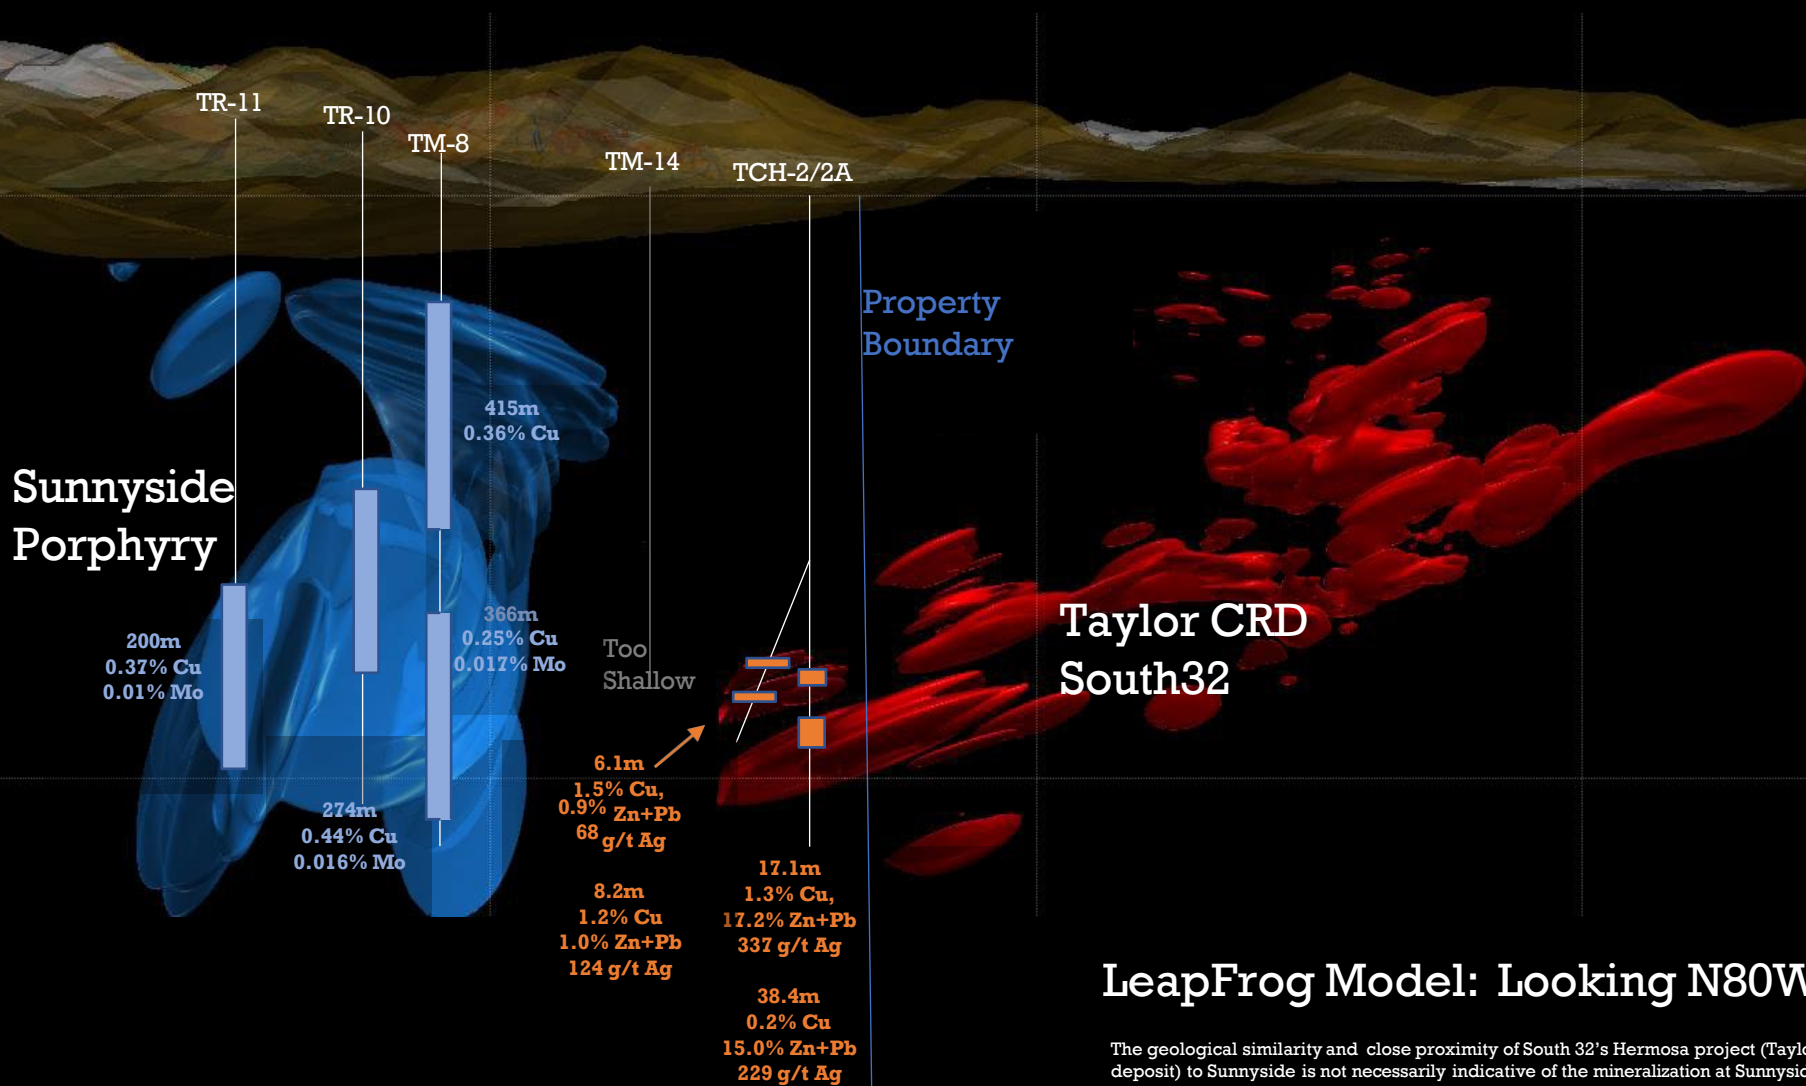 TR-11
TR-10
TM-8
TM-14
TCH-2/2A
Property
Boundary
415m
0.36% Cu
Sunnyside
Porphyry
366m
0.25% Cu
0.017% Mo
200m
0.37% Cu
0.01% Mo
Too
Shallow
Taylor CRD
South32
274m
0.44% Cu
0.016% Mo
6.1m
1.5% Cu,
0.9% Zn+Pb
68 g/t Ag
8.2m
1.2% Cu
1.0% Zn+Pb
124 g/t Ag
17.1m
1.3% Cu,
17.2% Zn+Pb
337 g/t Ag
38.4m
0.2% Cu
15.0% Zn+Pb
229 g/t Ag
LeapFrog Model: Looking N80W
The geological similarity and close proximity of South 32's Hermosa project
deposit) to Sunnyside is not necessarily indicative of the mineralization at